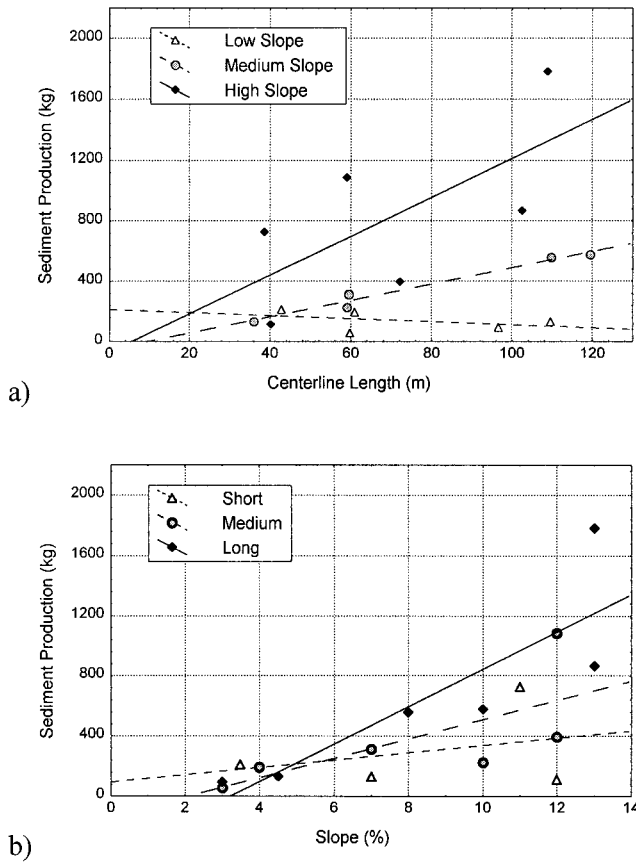 2000
1600
1200
800
400
0
Sediment Production (kg)
Low Slope
Medium Slope
High Slope
0 20 40 60 80 100 120
Centerline Length (m)
a)
2000
1600
1200
800
400
0
Sediment Production (kg)
Short
Medium
Long
0 2 4 6 8 10 12 14
Slope (%)
b)